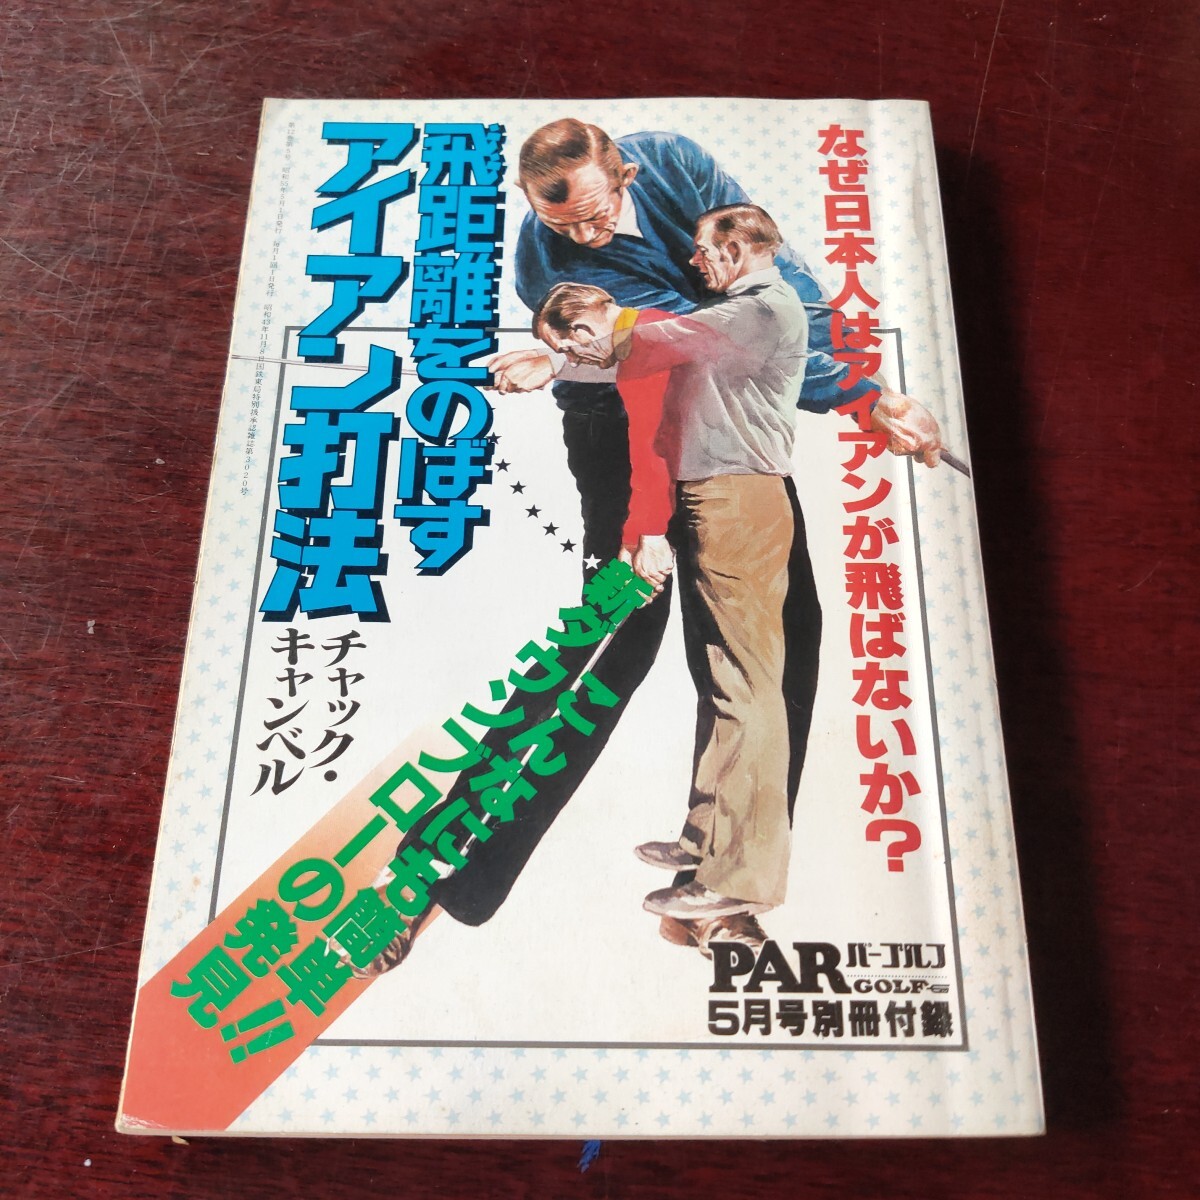 なぜ日本人はアイアンが飛ばないか?
飛距離をのばす
アイアン打法
チャック・
キャンベル
こんなにも簡単
新ダウンブローの発見!!
PAR パーゴルフ
GOLF
5月号別冊付録